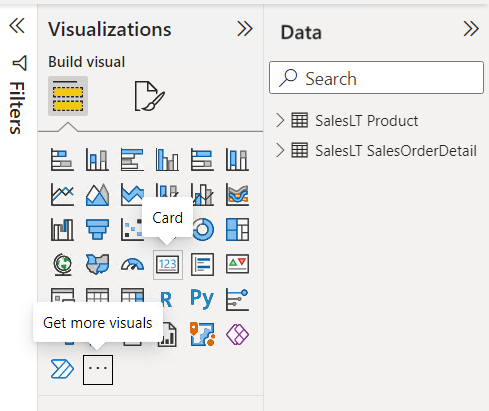 Visualizations
Data
Filters
Build visual
Search
SalesLT Product
SalesLT SalesOrderDetail
Card
123
R
Py
Get more visuals
...